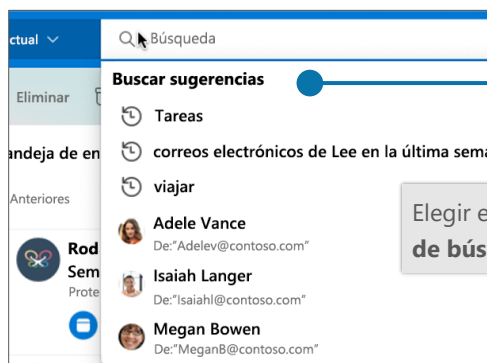 ctual
Búsqueda
Buscar sugerencias
Eliminar
Tareas
andeja de en
correos electrónicos de Lee en la última sema
viajar
Anteriores
Adele Vance
De:"Adelev@contoso.com"
Elegir e
de bús
Rod
Sem
Prote
Isaiah Langer
De:"Isaiahl@contoso.com"
Megan Bowen
De:"MeganB@contoso.com"